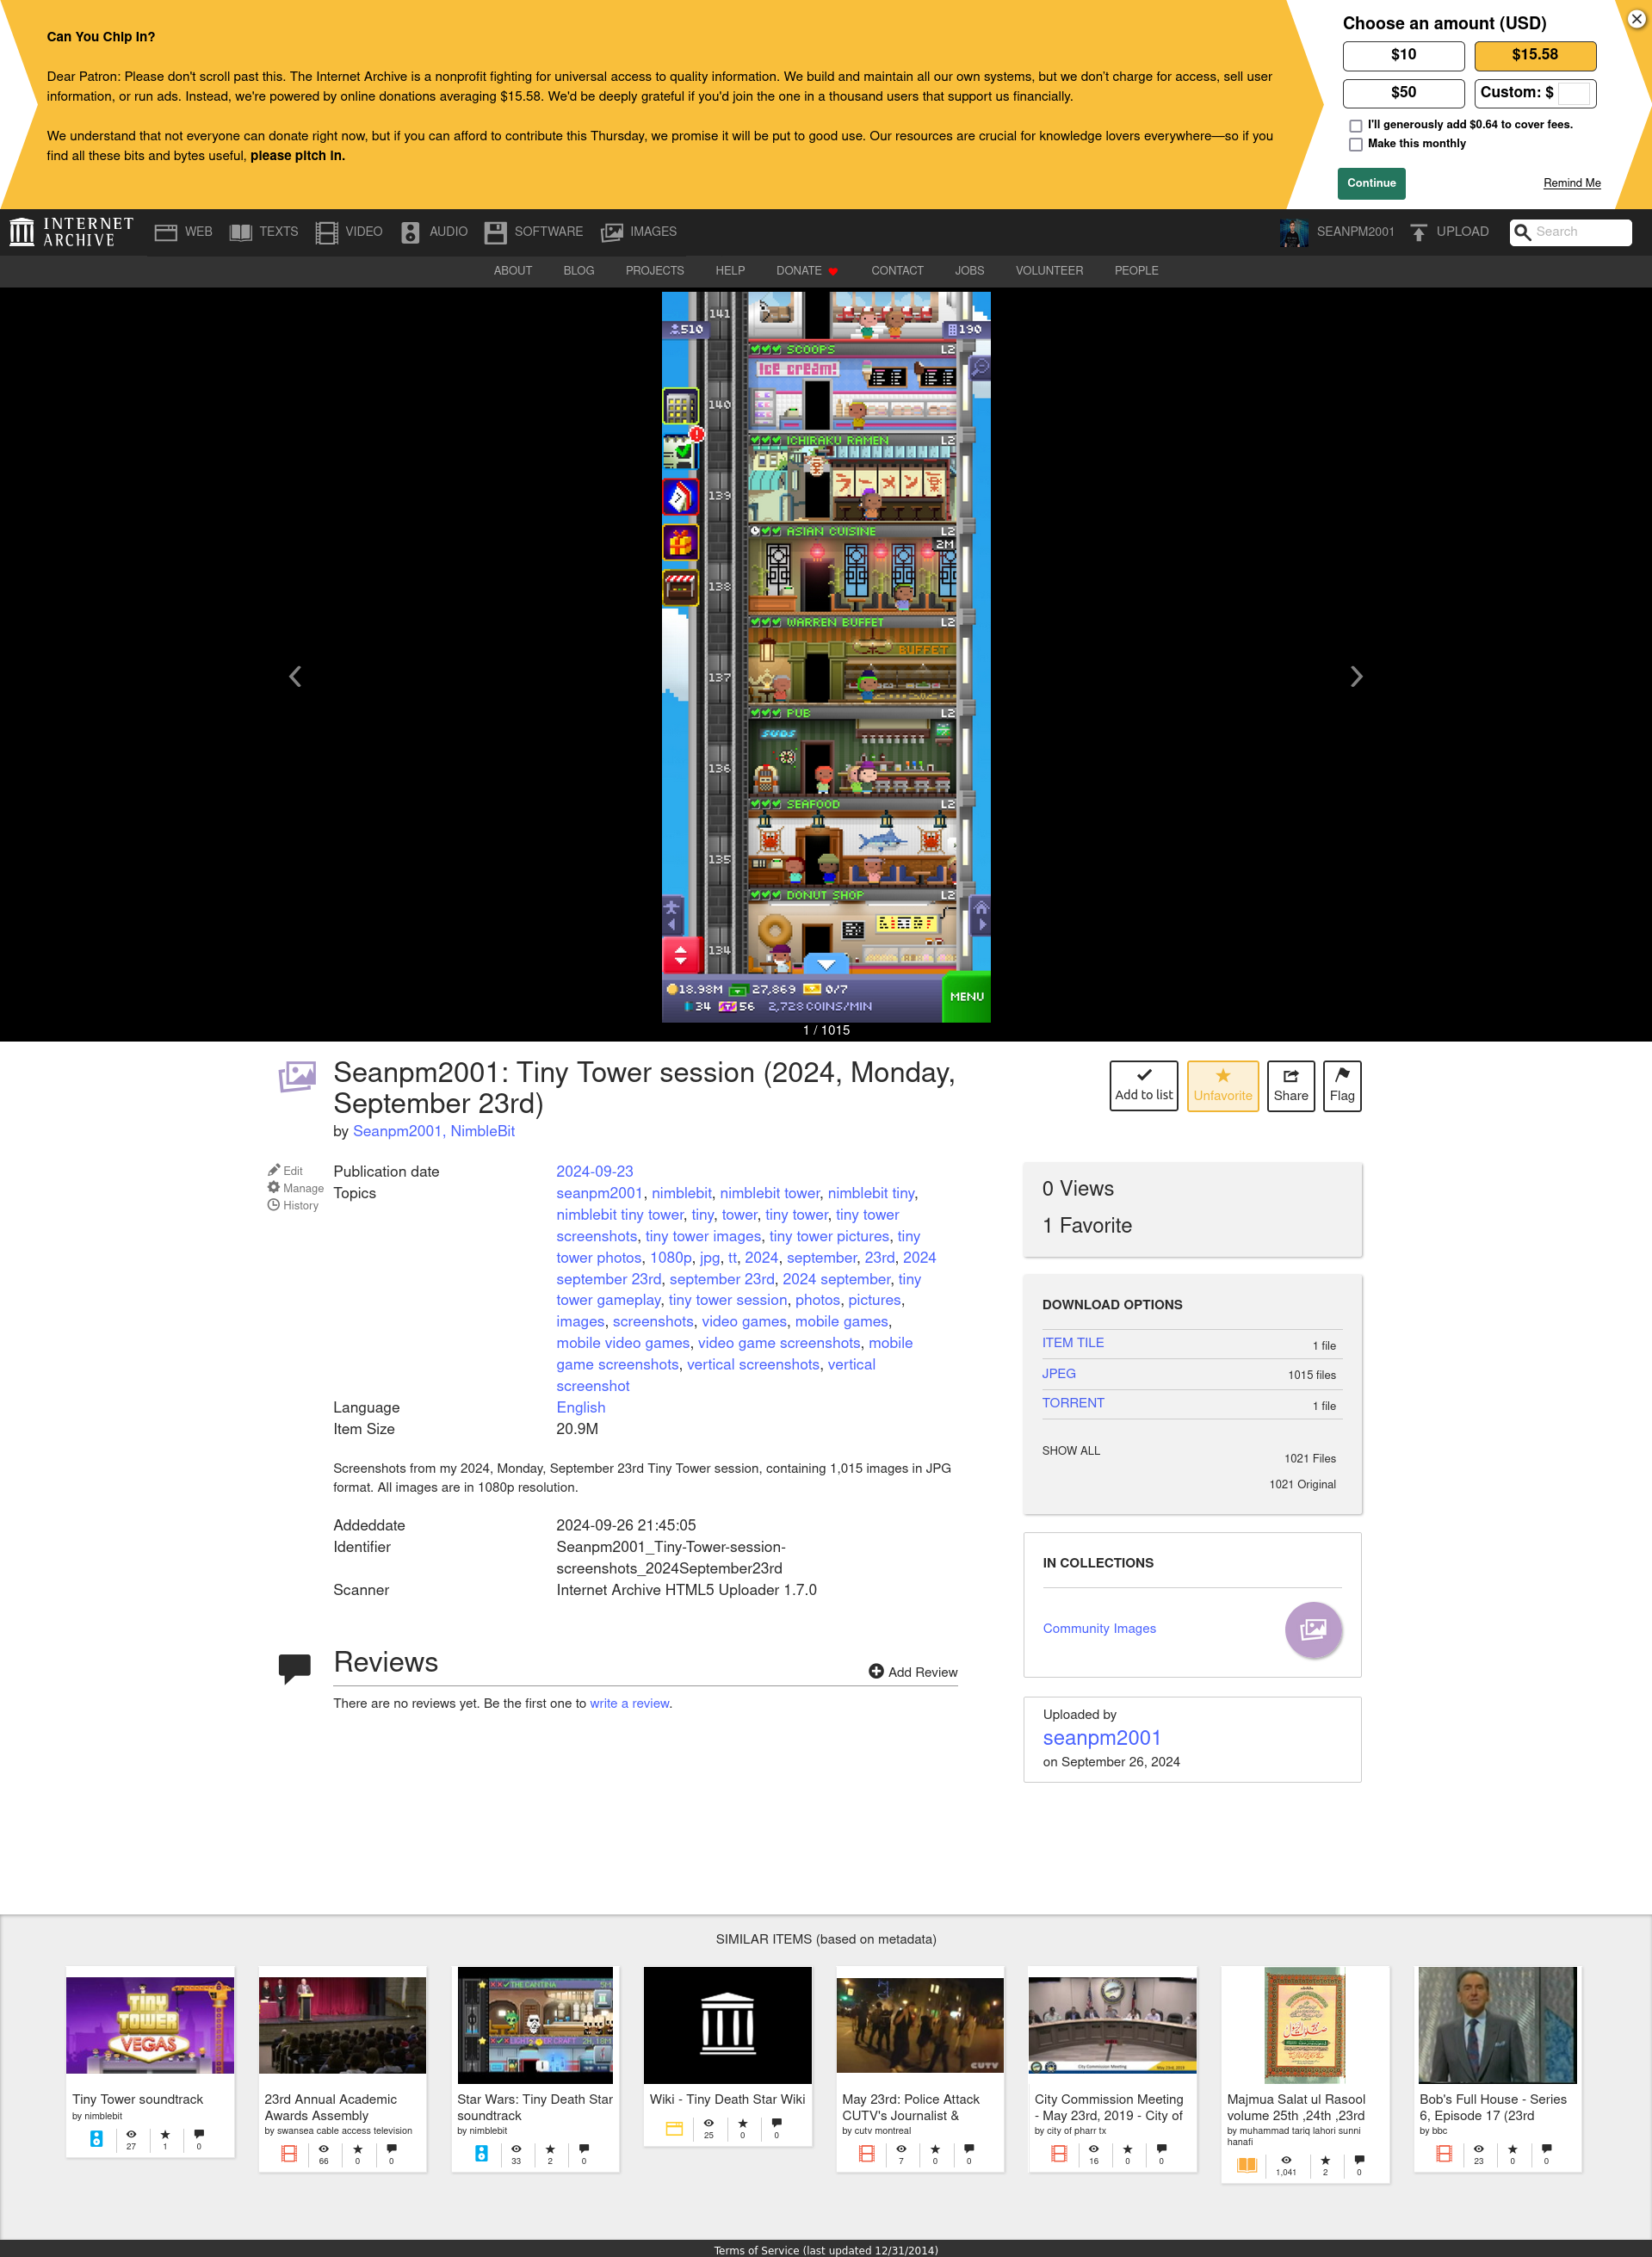 Can You Chip In?
Dear Patron: Please don't scroll past this. The Internet Archive is a nonprofit fighting for universal access to quality information. We build and maintain all our own systems, but we don't charge for access, sell user
information, or run ads. Instead, we're powered by online donations averaging $15.58. We'd be deeply grateful if you'd join the one in a thousand users that support us financially.
We understand that not everyone can donate right now, but if you can afford to contribute this Thursday, we promise it will be put to good use. Our resources are crucial for knowledge lovers everywhere—so if you
find all these bits and bytes useful, please pitch in.
Choose an amount (USD)
$10
$15.58
$50
Custom: $
I'll generously add $0.64 to cover fees.
Make this monthly
Continue
Remind Me
INTERNET
ARCHIVE
WEB
TEXTS
VIDEO
AUDIO
SOFTWARE
IMAGES
SEANPM2001
UPLOAD
Search
ABOUT
BLOG
PROJECTS
HELP
DONATE
CONTACT
JOBS
VOLUNTEER
PEOPLE
141
510
190
SCOOPS L2
Ice cream!
140
ICHIRAKU RAMEN L2
ラーメン
139
ASIAN CUISINE L2
2M
138
WARREN BUFFET L2
BUFFET
137
PUB L2
SUDS
136
SEAFOOD L2
135
DONUT SHOP L2
134
18.98M 27,869 0/7
34 56 2,728 COINS/MIN
MENU
1 / 1015
Seanpm2001: Tiny Tower session (2024, Monday,
September 23rd)
by Seanpm2001, NimbleBit
Add to list
Unfavorite
Share
Flag
Edit
Manage
History
Publication date 2024-09-23
Topics seanpm2001, nimblebit, nimblebit tower, nimblebit tiny,
nimblebit tiny tower, tiny, tower, tiny tower, tiny tower
screenshots, tiny tower images, tiny tower pictures, tiny
tower photos, 1080p, jpg, tt, 2024, september, 23rd, 2024
september 23rd, september 23rd, 2024 september, tiny
tower gameplay, tiny tower session, photos, pictures,
images, screenshots, video games, mobile games,
mobile video games, video game screenshots, mobile
game screenshots, vertical screenshots, vertical
screenshot
Language English
Item Size 20.9M
Screenshots from my 2024, Monday, September 23rd Tiny Tower session, containing 1,015 images in JPG
format. All images are in 1080p resolution.
Addeddate 2024-09-26 21:45:05
Identifier Seanpm2001_Tiny-Tower-session-
screenshots_2024September23rd
Scanner Internet Archive HTML5 Uploader 1.7.0
Reviews
Add Review
There are no reviews yet. Be the first one to write a review.
0 Views
1 Favorite
DOWNLOAD OPTIONS
ITEM TILE 1 file
JPEG 1015 files
TORRENT 1 file
SHOW ALL 1021 Files
1021 Original
IN COLLECTIONS
Community Images
Uploaded by
seanpm2001
on September 26, 2024
SIMILAR ITEMS (based on metadata)
TINY
TOWER
VEGAS
Tiny Tower soundtrack
by nimblebit
27 1 0
23rd Annual Academic
Awards Assembly
by swansea cable access television
66 0 0
THE CANTINA 5M
Star Wars: Tiny Death Star
soundtrack
by nimblebit
33 2 0
Wiki - Tiny Death Star Wiki
25 0 0
CUTV
May 23rd: Police Attack
CUTV's Journalist &
by cutv montreal
7 0 0
City Commission Meeting
City Commission Meeting
- May 23rd, 2019 - City of
by city of pharr tx
16 0 0
Majmua Salat ul Rasool
volume 25th ,24th ,23rd
by muhammad tariq lahori sunni
hanafi
1,041 2 0
Bob's Full House - Series
6, Episode 17 (23rd
by bbc
23 0 0
Terms of Service (last updated 12/31/2014)